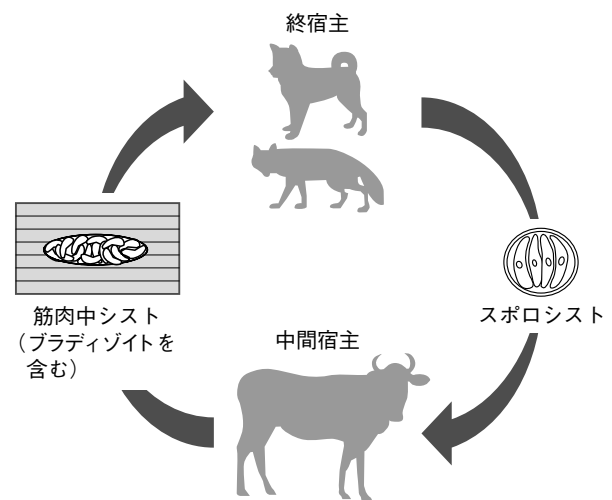 終宿主
スポロシスト
筋肉中シスト
（ブラディゾイトを
含む）
中間宿主